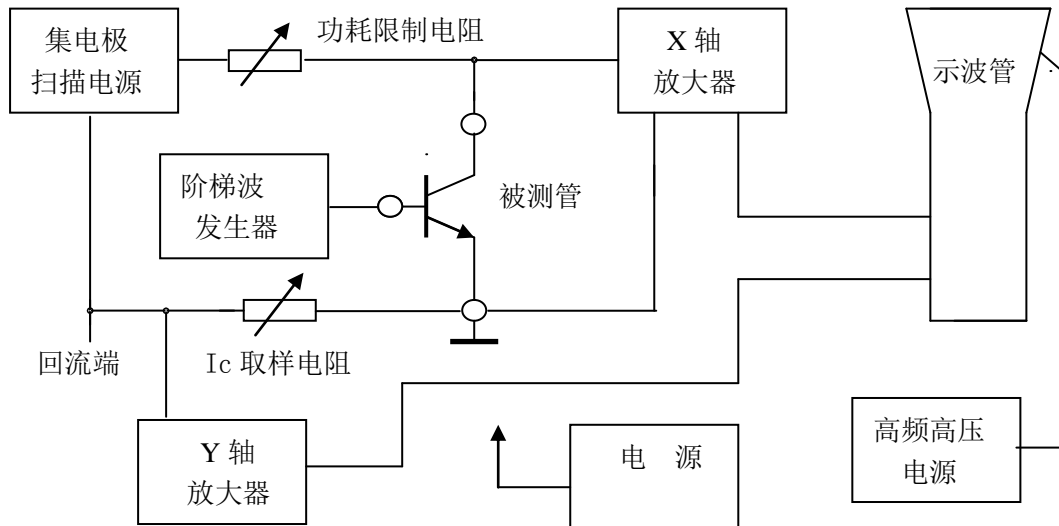 集电极
扫描电源
功耗限制电阻
X 轴
放大器
示波管
阶梯波
发生器
被测管
回流端
Ic 取样电阻
Y 轴
放大器
电 源
高频高压
电源